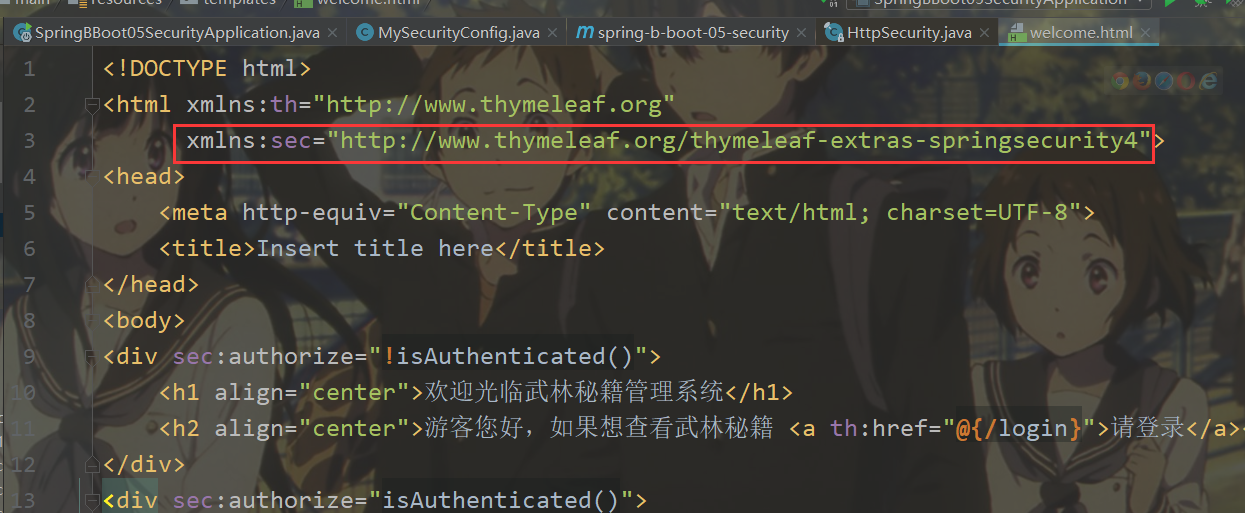 main resources templates welcome.html SpringBBoot05SecurityApplication
SpringBBoot05SecurityApplication.java MySecurityConfig.java spring-b-boot-05-security HttpSecurity.java welcome.html
1 <!DOCTYPE html>
2 <html xmlns:th="http://www.thymeleaf.org"
3 xmlns:sec="http://www.thymeleaf.org/thymeleaf-extras-springsecurity4">
4 <head>
5 <meta http-equiv="Content-Type" content="text/html; charset=UTF-8">
6 <title>Insert title here</title>
7 </head>
8 <body>
9 <div sec:authorize="!isAuthenticated()">
10 <h1 align="center">欢迎光临武林秘籍管理系统</h1>
11 <h2 align="center">游客您好，如果想查看武林秘籍 <a th:href="@{/login}">请登录</a>
12 </div>
13 <div sec:authorize="isAuthenticated()">